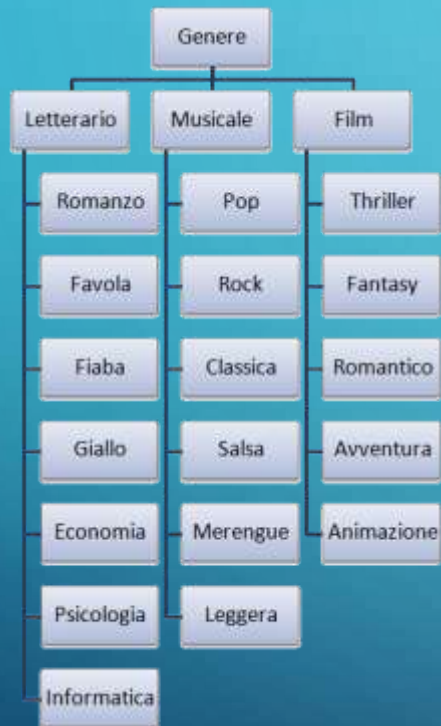 Genere
Letterario
Musicale
Film
Romanzo
Favola
Fiaba
Giallo
Economia
Psicologia
Informatica
Pop
Rock
Classica
Salsa
Merengue
Leggera
Thriller
Fantasy
Romantico
Avventura
Animazione